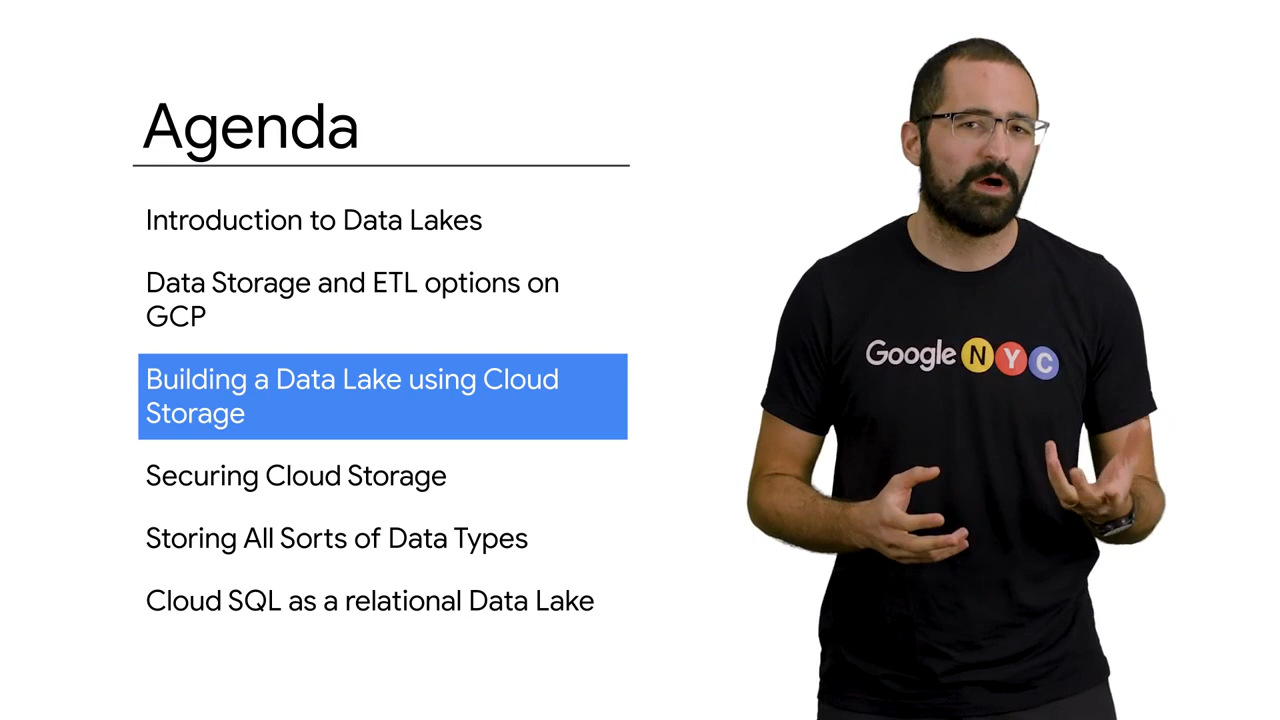 Agenda
Introduction to Data Lakes
Data Storage and ETL options on
GCP
Building a Data Lake using Cloud
Storage
Securing Cloud Storage
Storing All Sorts of Data Types
Cloud SQL as a relational Data Lake
Google NYC